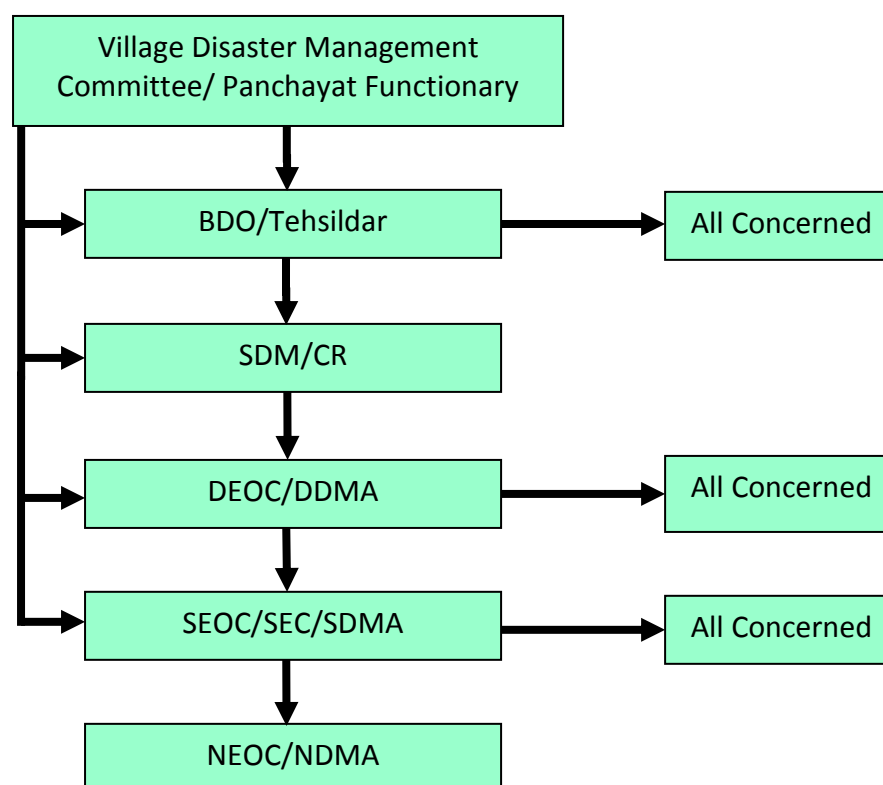 Village Disaster Management
Committee/ Panchayat Functionary
BDO/Tehsildar
All Concerned
SDM/CR
DEOC/DDMA
All Concerned
SEOC/SEC/SDMA
All Concerned
NEOC/NDMA